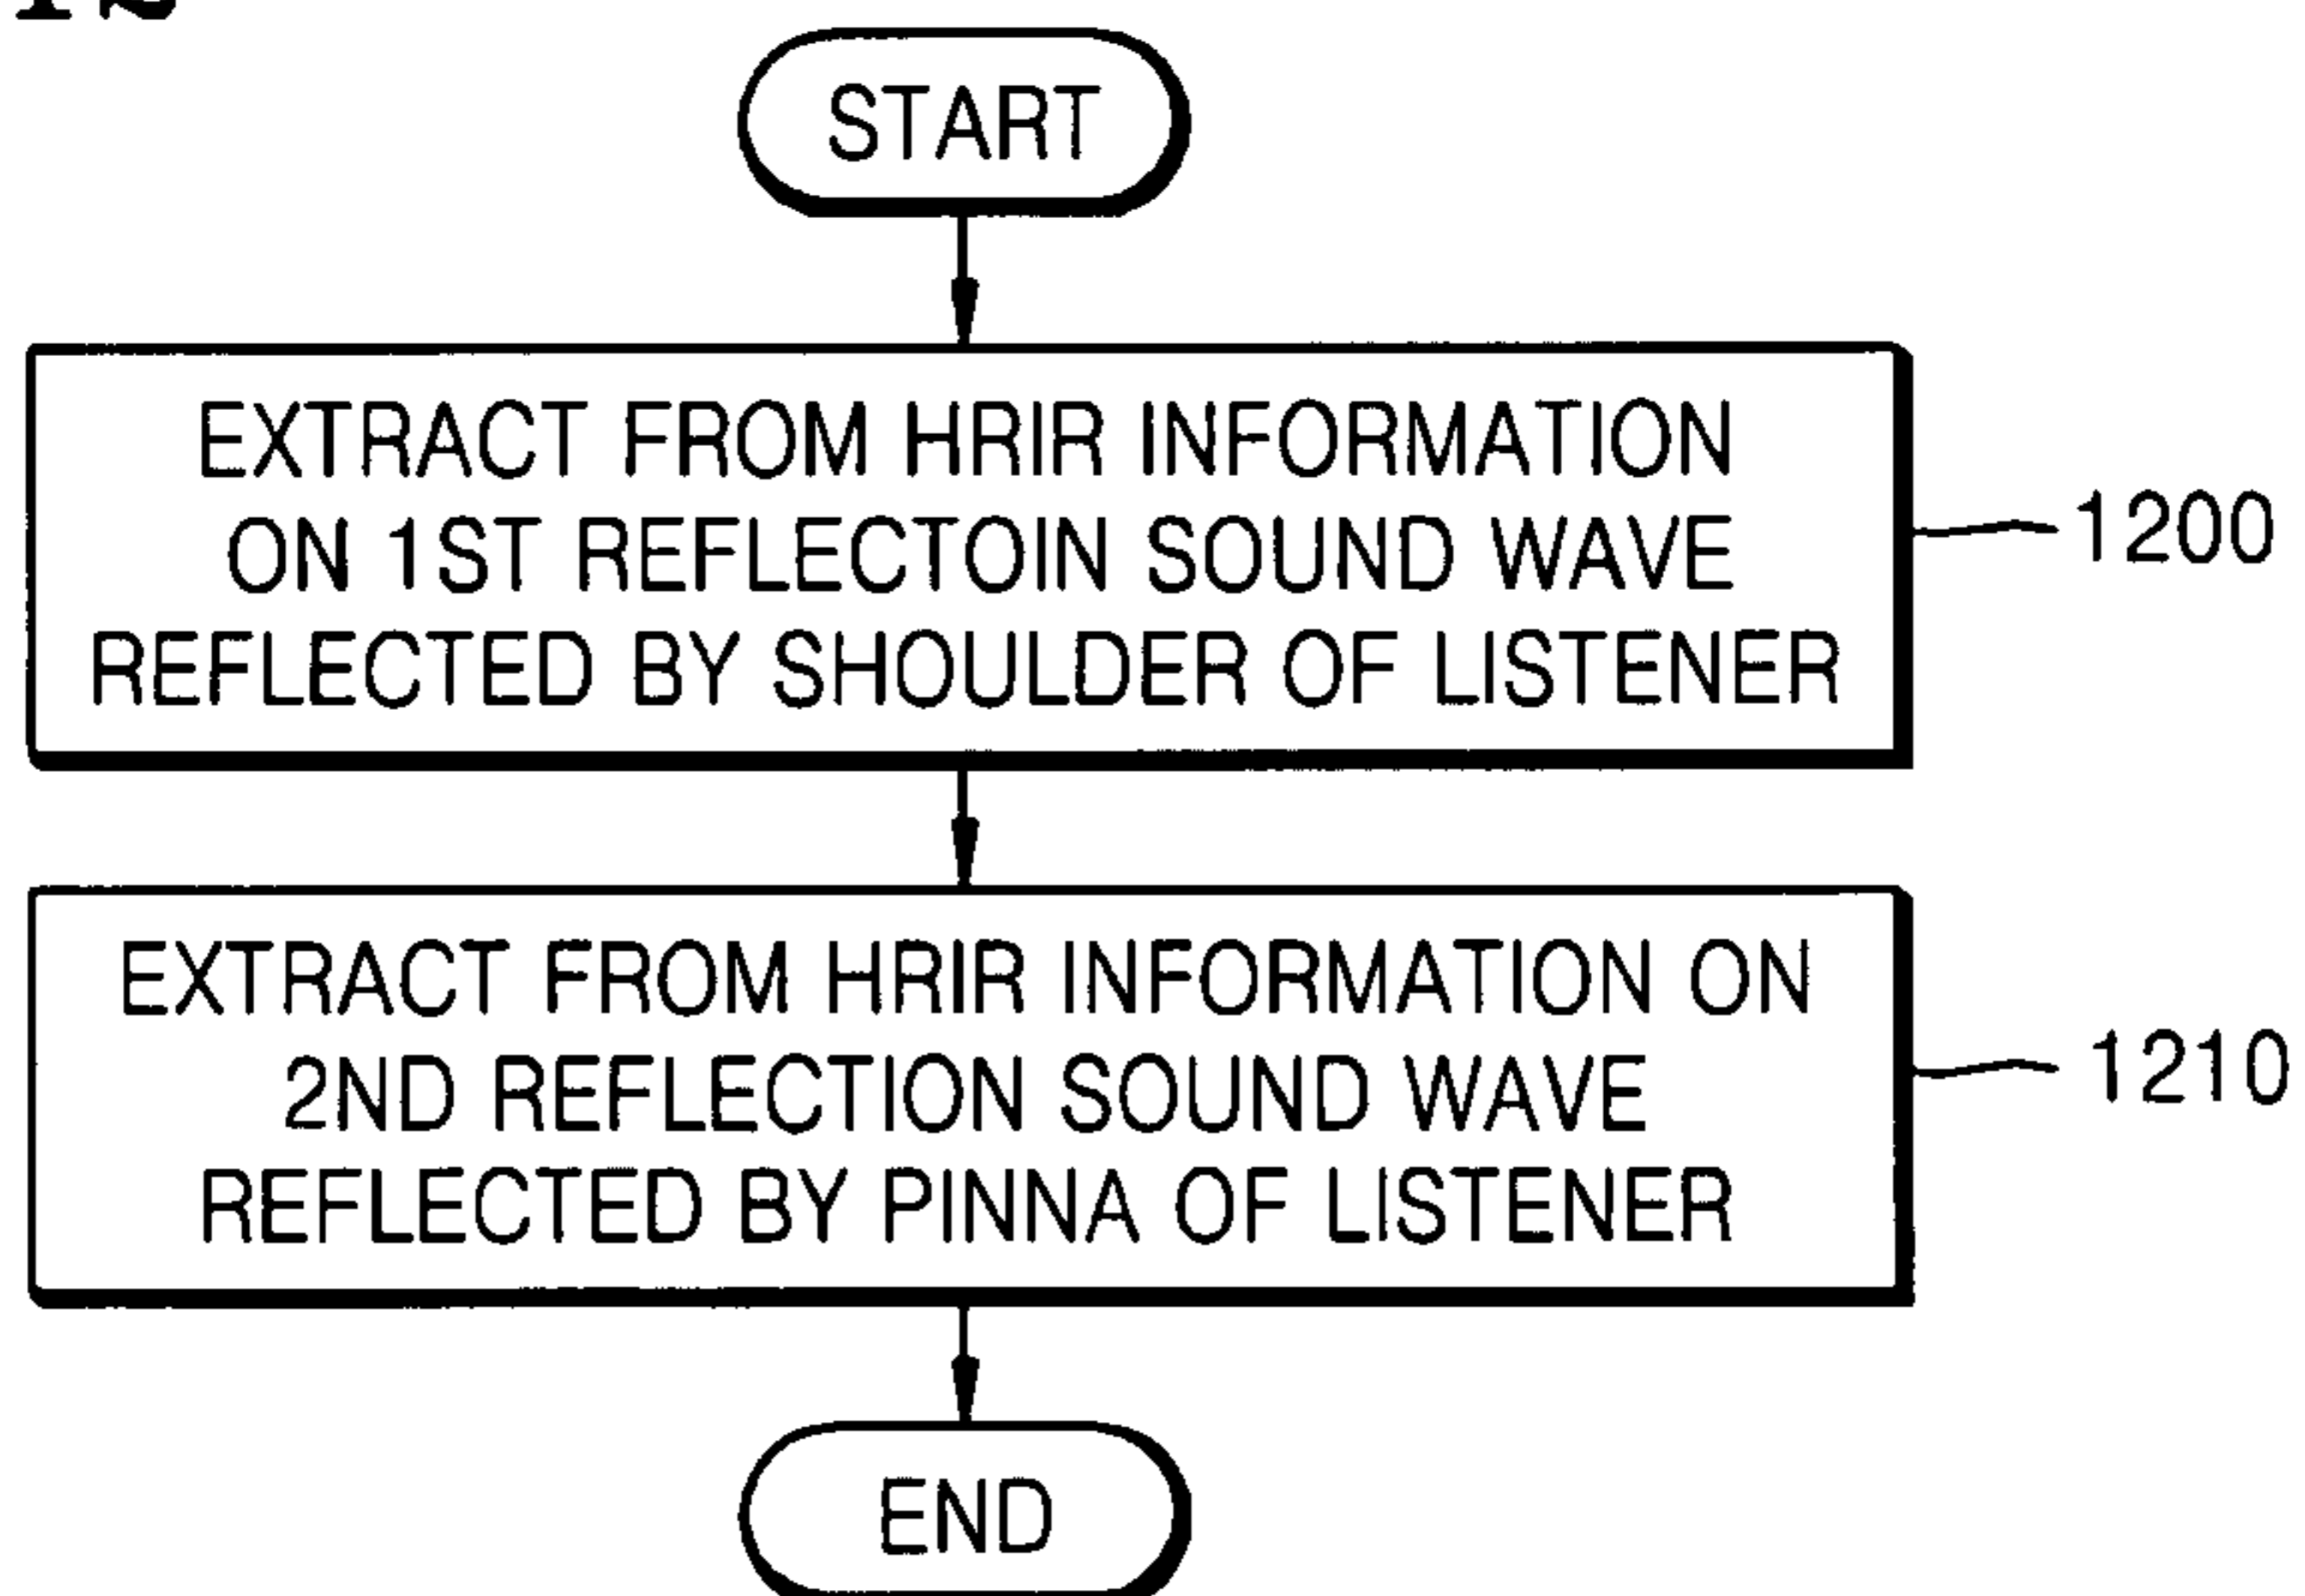 START
EXTRACT FROM HRIR INFORMATION
ON 1ST REFLECTOIN SOUND WAVE
REFLECTED BY SHOULDER OF LISTENER
1200
EXTRACT FROM HRIR INFORMATION ON
2ND REFLECTION SOUND WAVE
REFLECTED BY PINNA OF LISTENER
1210
END